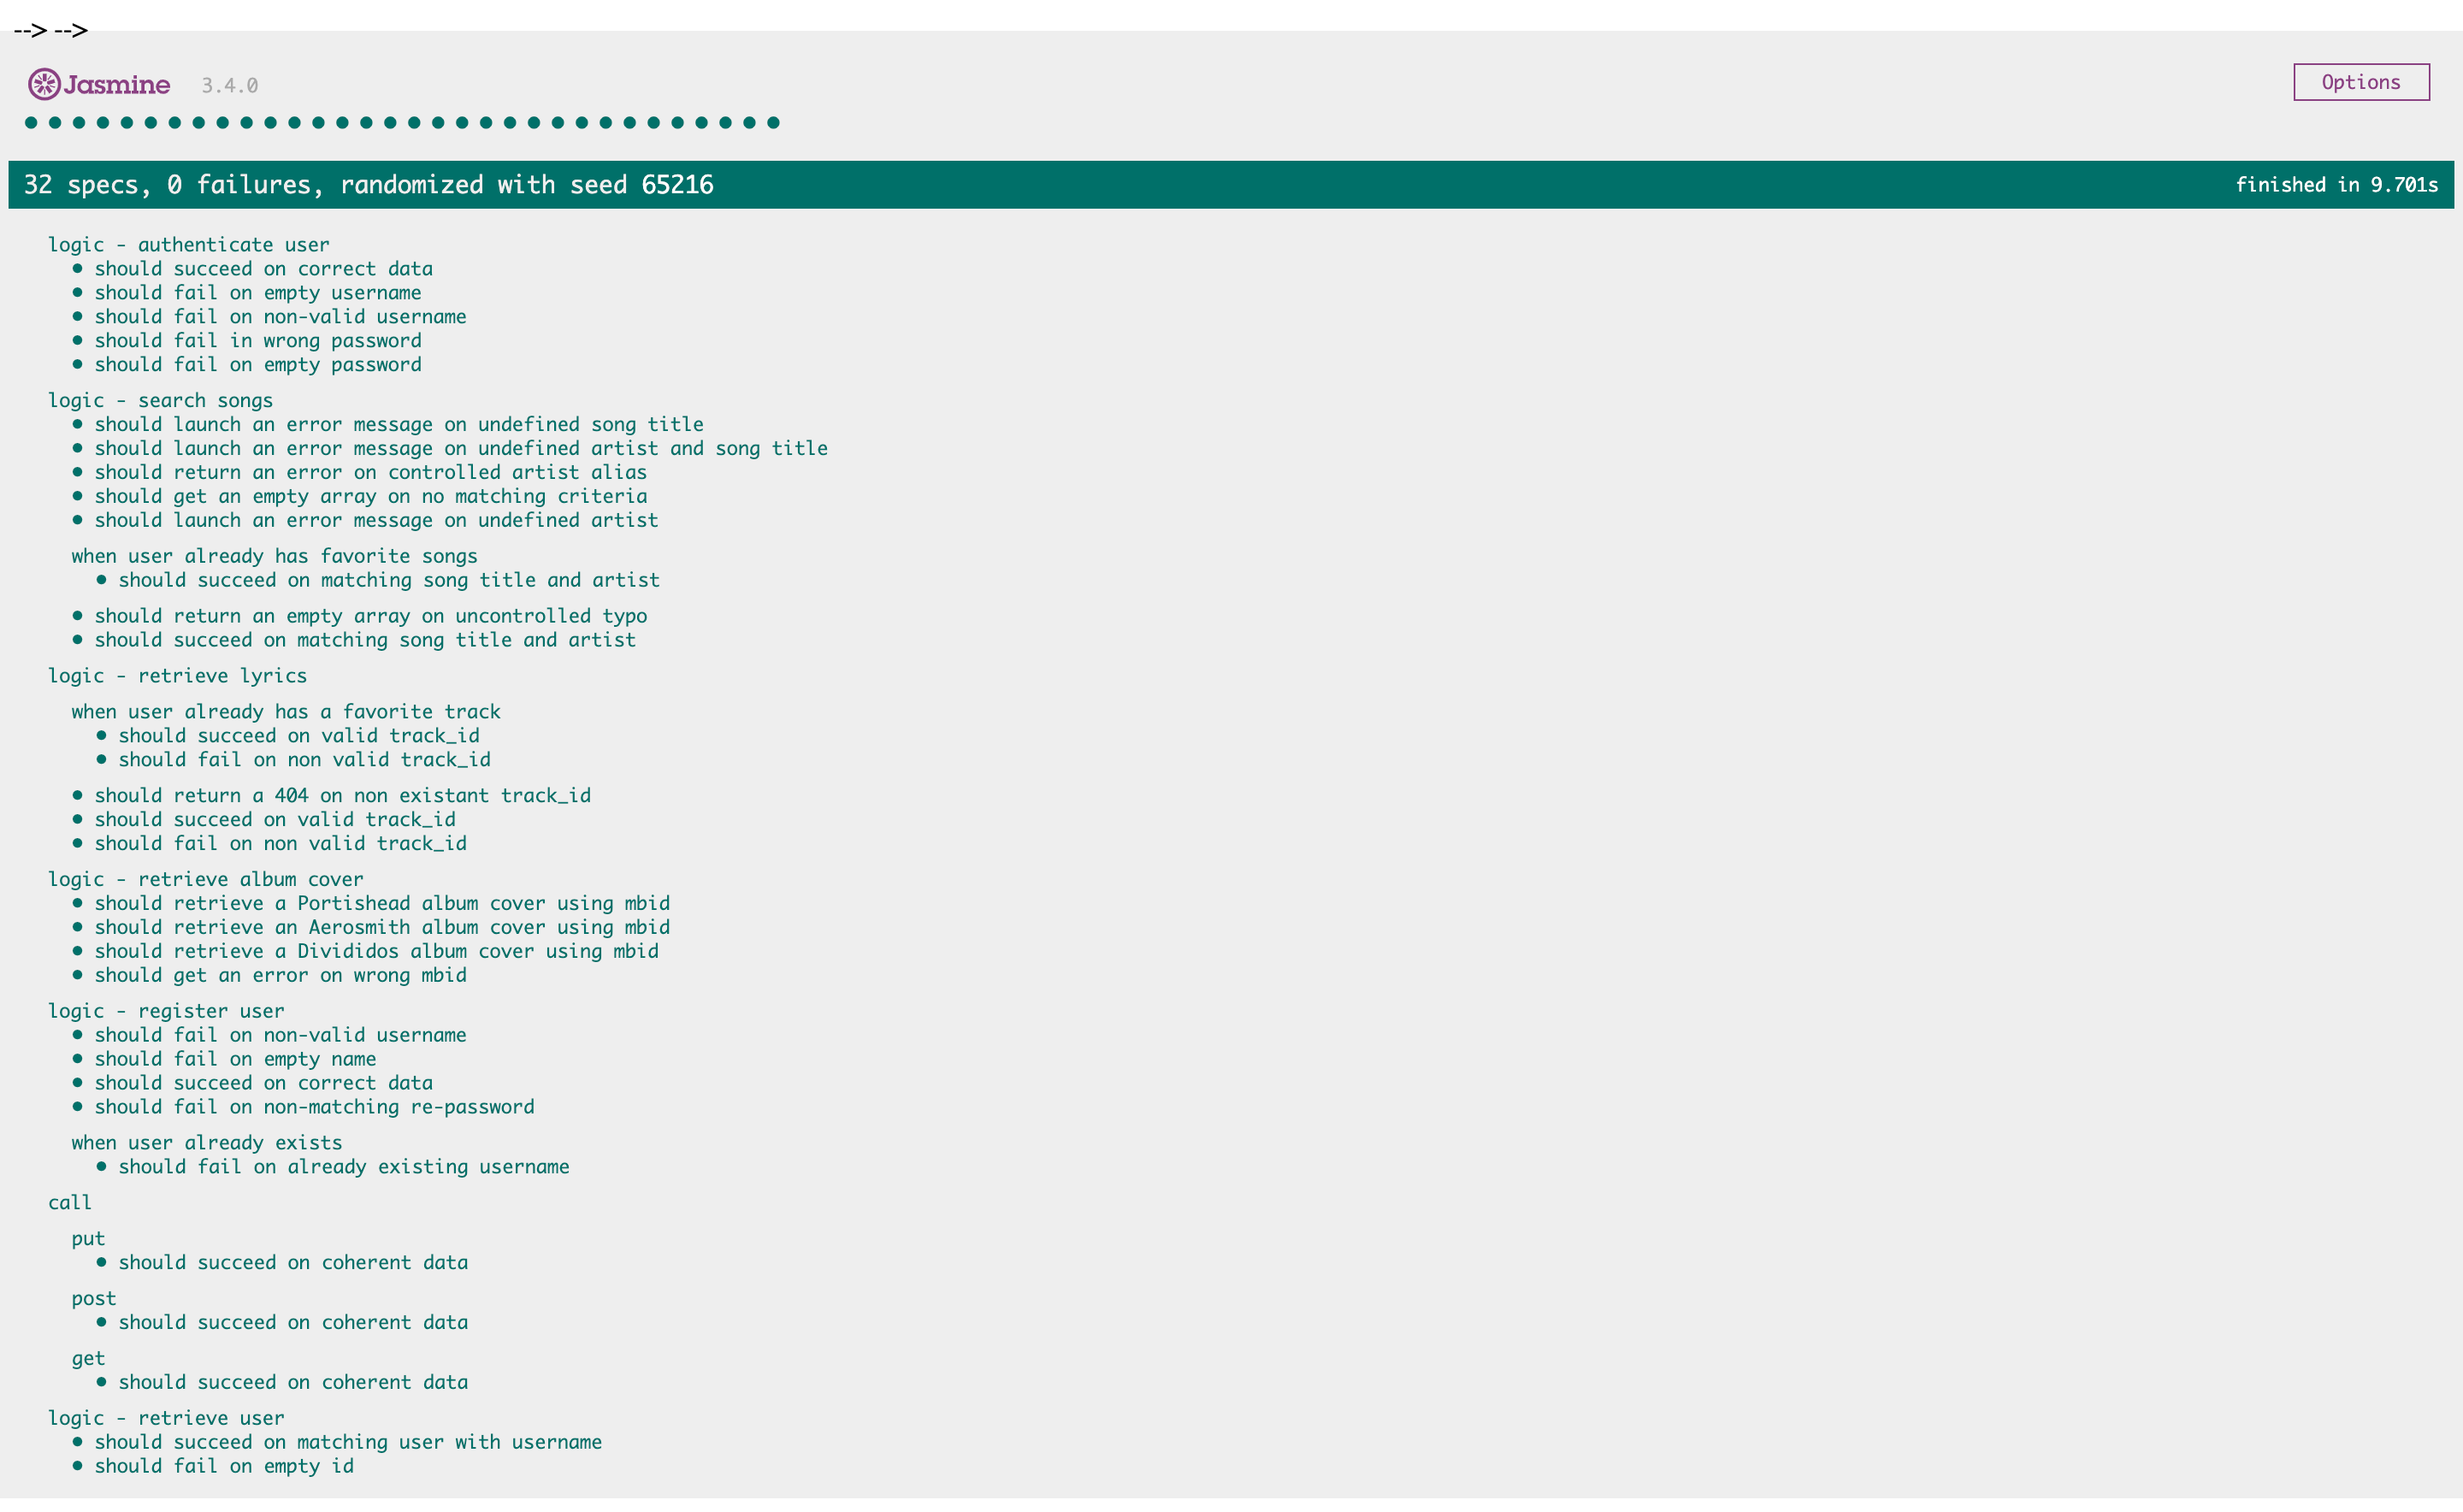 --> -->
Jasmine 3.4.0 Options
32 specs, 0 failures, randomized with seed 65216 finished in 9.701s
logic - authenticate user
• should succeed on correct data
• should fail on empty username
• should fail on non-valid username
• should fail in wrong password
• should fail on empty password
logic - search songs
• should launch an error message on undefined song title
• should launch an error message on undefined artist and song title
• should return an error on controlled artist alias
• should get an empty array on no matching criteria
• should launch an error message on undefined artist
when user already has favorite songs
• should succeed on matching song title and artist
• should return an empty array on uncontrolled typo
• should succeed on matching song title and artist
logic - retrieve lyrics
when user already has a favorite track
• should succeed on valid track_id
• should fail on non valid track_id
• should return a 404 on non existant track_id
• should succeed on valid track_id
• should fail on non valid track_id
logic - retrieve album cover
• should retrieve a Portishead album cover using mbid
• should retrieve an Aerosmith album cover using mbid
• should retrieve a Divididos album cover using mbid
• should get an error on wrong mbid
logic - register user
• should fail on non-valid username
• should fail on empty name
• should succeed on correct data
• should fail on non-matching re-password
when user already exists
• should fail on already existing username
call
put
• should succeed on coherent data
post
• should succeed on coherent data
get
• should succeed on coherent data
logic - retrieve user
• should succeed on matching user with username
• should fail on empty id